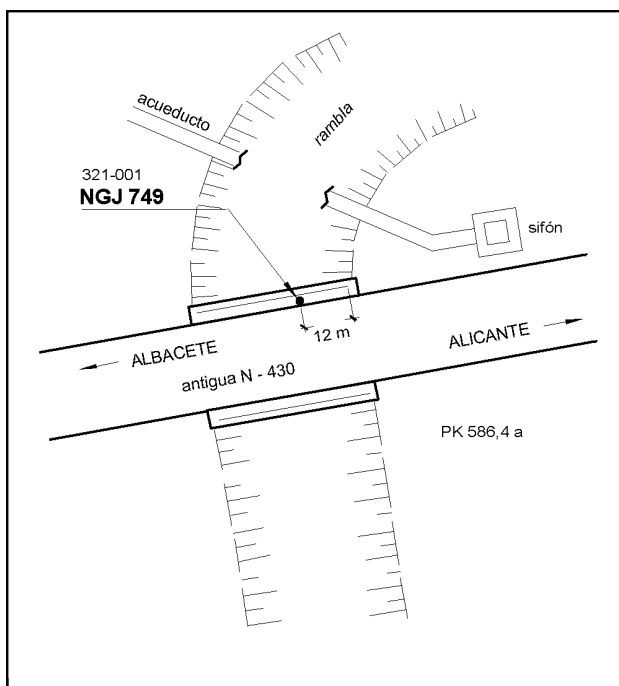 acueducto
rambla
321-001
NGJ 749
sifón
12 m
ALBACETE
ALICANTE
antigua N - 430
PK 586,4 a